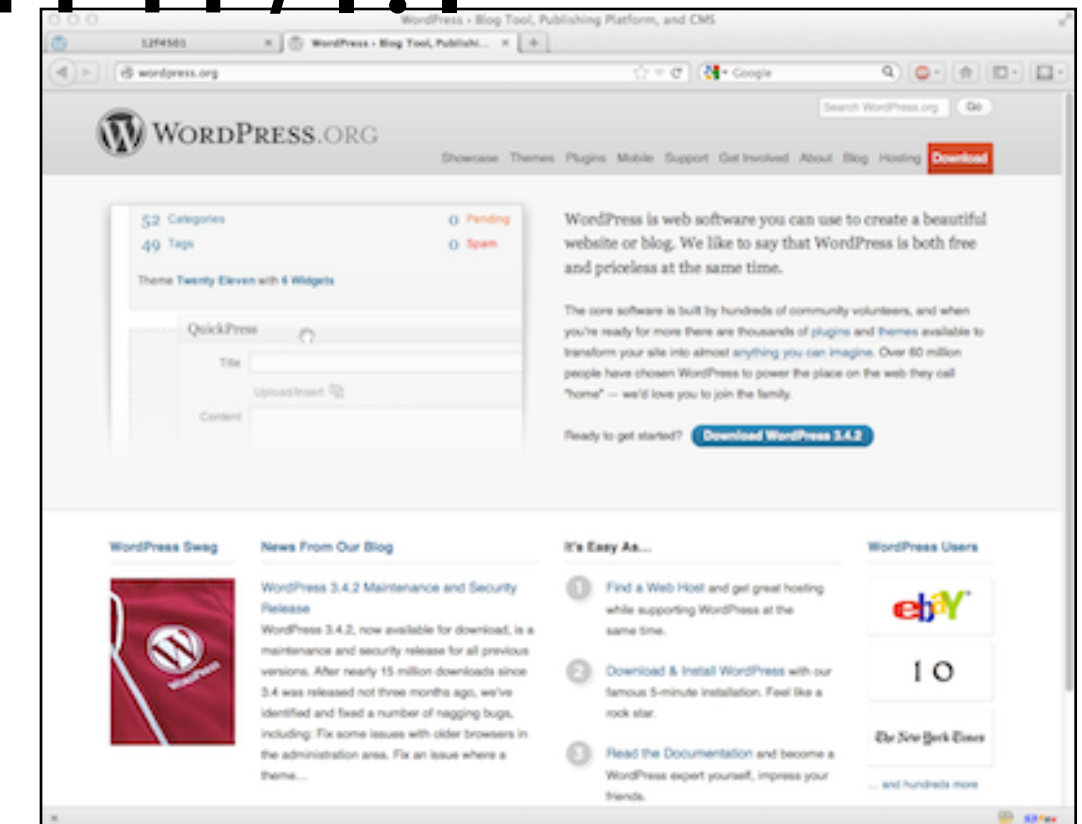 WordPress › Blog Tool, Publishing Platform, and CMS
12F4501
WordPress › Blog Tool, Publishi...
wordpress.org
Google
Search WordPress.org Go
WORDPRESS.ORG
Showcase Themes Plugins Mobile Support Get Involved About Blog Hosting Download
52 Categories 0 Pending
49 Tags 0 Spam
Theme Twenty Eleven with 6 Widgets
QuickPress
Title
Upload/Insert
Content
WordPress is web software you can use to create a beautiful
website or blog. We like to say that WordPress is both free
and priceless at the same time.
The core software is built by hundreds of community volunteers, and when
you're ready for more there are thousands of plugins and themes available to
transform your site into almost anything you can imagine. Over 60 million
people have chosen WordPress to power the place on the web they call
"home" — we'd love you to join the family.
Ready to get started? Download WordPress 3.4.2
WordPress Swag
WordPress
News From Our Blog
WordPress 3.4.2 Maintenance and Security
Release
WordPress 3.4.2, now available for download, is a
maintenance and security release for all previous
versions. After nearly 15 million downloads since
3.4 was released not three months ago, we've
identified and fixed a number of nagging bugs,
including: Fix some issues with older browsers in
the administration area. Fix an issue where a
theme...
It's Easy As...
1 Find a Web Host and get great hosting
while supporting WordPress at the
same time.
2 Download & Install WordPress with our
famous 5-minute installation. Feel like a
rock star.
3 Read the Documentation and become a
WordPress expert yourself, impress your
friends.
WordPress Users
ebaY
10
The New York Times
... and hundreds more